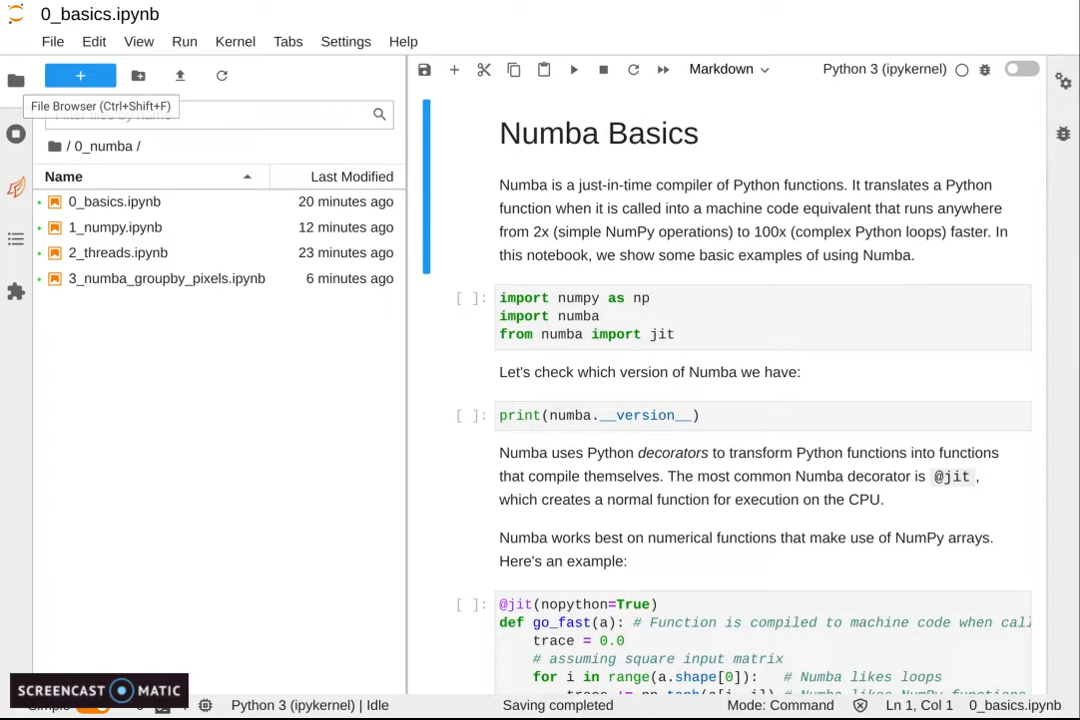 0_basics.ipynb
File Edit View Run Kernel Tabs Settings Help
+
File Browser (Ctrl+Shift+F)
/ 0_numba /
Name Last Modified
0_basics.ipynb 20 minutes ago
1_numpy.ipynb 12 minutes ago
2_threads.ipynb 23 minutes ago
3_numba_groupby_pixels.ipynb 6 minutes ago
Markdown Python 3 (ipykernel)
Numba Basics
Numba is a just-in-time compiler of Python functions. It translates a Python
function when it is called into a machine code equivalent that runs anywhere
from 2x (simple NumPy operations) to 100x (complex Python loops) faster. In
this notebook, we show some basic examples of using Numba.
[ ]: import numpy as np
import numba
from numba import jit
Let's check which version of Numba we have:
[ ]: print(numba.__version__)
Numba uses Python decorators to transform Python functions into functions
that compile themselves. The most common Numba decorator is @jit ,
which creates a normal function for execution on the CPU.
Numba works best on numerical functions that make use of NumPy arrays.
Here's an example:
[ ]: @jit(nopython=True)
def go_fast(a): # Function is compiled to machine code when call
trace = 0.0
# assuming square input matrix
for i in range(a.shape[0]): # Numba likes loops
SCREENCAST MATIC
Python 3 (ipykernel) | Idle Saving completed Mode: Command Ln 1, Col 1 0_basics.ipynb